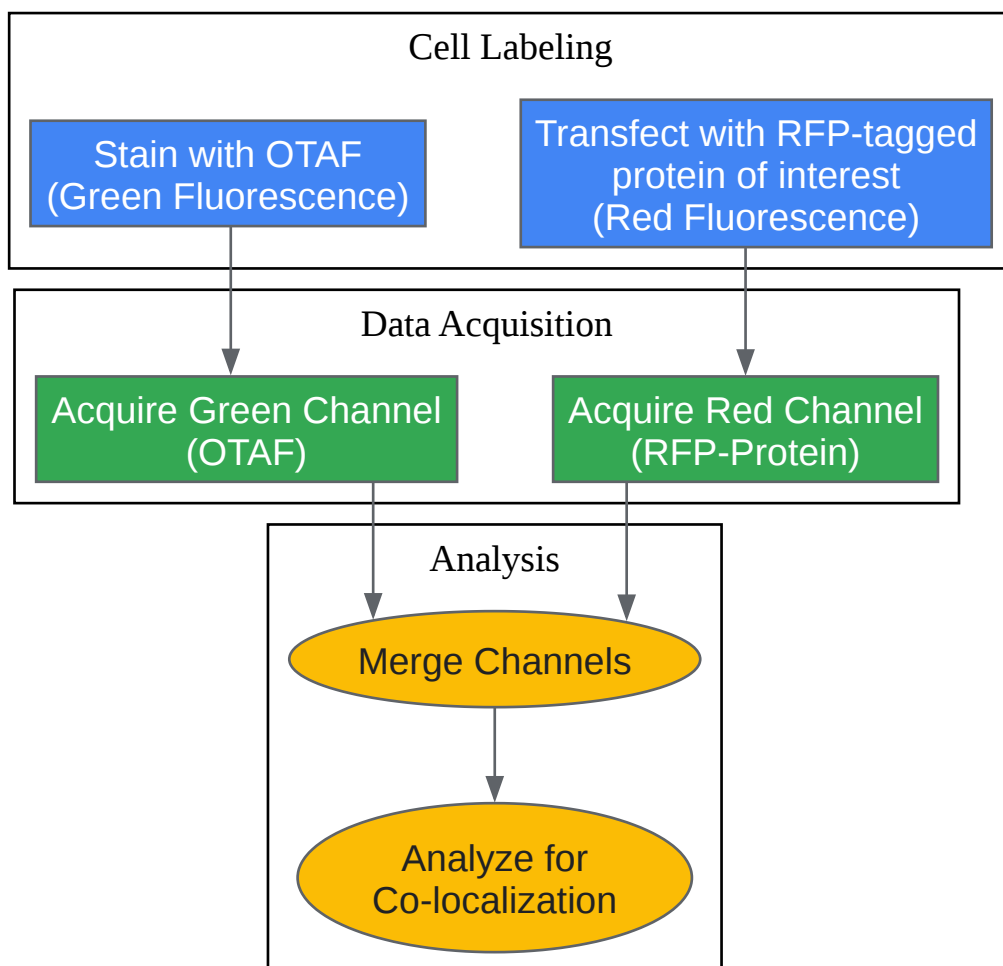 Cell Labeling
Stain with OTAF
(Green Fluorescence)
Transfect with RFP-tagged
protein of interest
(Red Fluorescence)
Data Acquisition
Acquire Green Channel
(OTAF)
Acquire Red Channel
(RFP-Protein)
Analysis
Merge Channels
Analyze for
Co-localization